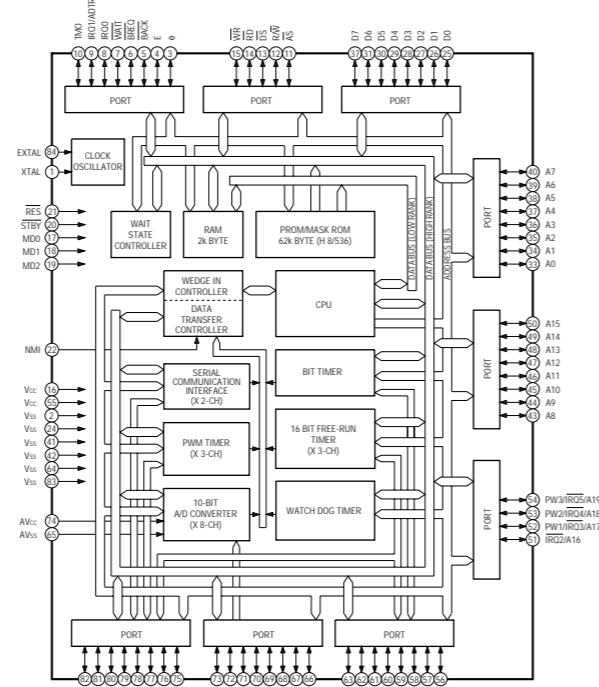 TMO
IRQ1/ADTR
IRQ0
WAIT
BREQ
BACK
E
φ
WR
RD
DS
R/W
AS
D7
D6
D5
D4
D3
D2
D1
D0
10 9 8 7 6 5 4 3
15 14 13 12 11
37 31 30 29 28 27 26 25
PORT
PORT
PORT
EXTAL 84
XTAL 1
CLOCK
OSCILLATOR
RES 21
STBY 20
MD0 17
MD1 18
MD2 19
WAIT
STATE
CONTROLLER
RAM
2k BYTE
PROM/MASK ROM
62k BYTE (H 8/536)
DATA BUS (LOW RANK)
DATA BUS (HIGH RANK)
ADDRESS BUS
PORT
40 A7
39 A6
38 A5
37 A4
36 A3
35 A2
34 A1
33 A0
WEDGE IN
CONTROLLER
DATA
TRANSFER
CONTROLLER
CPU
NMI 22
Vcc 16
Vcc 55
Vss 2
Vss 24
Vss 41
Vss 42
Vss 64
Vss 83
AVcc 74
AVss 65
SERIAL
COMMUNICATION
INTERFACE
(X 2-CH)
BIT TIMER
PWM TIMER
(X 3-CH)
16 BIT FREE-RUN
TIMER
(X 3-CH)
10-BIT
A/D CONVERTER
(X 8-CH)
WATCH DOG TIMER
PORT
50 A15
49 A14
48 A13
47 A12
46 A11
45 A10
44 A9
43 A8
PORT
54 PW3/IRQ5/A19
53 PW2/IRQ4/A18
52 PW1/IRQ3/A17
51 IRQ2/A16
PORT
PORT
PORT
82 81 80 79 78 77 76 75
73 72 71 70 69 68 67 66
63 62 61 60 59 58 57 56